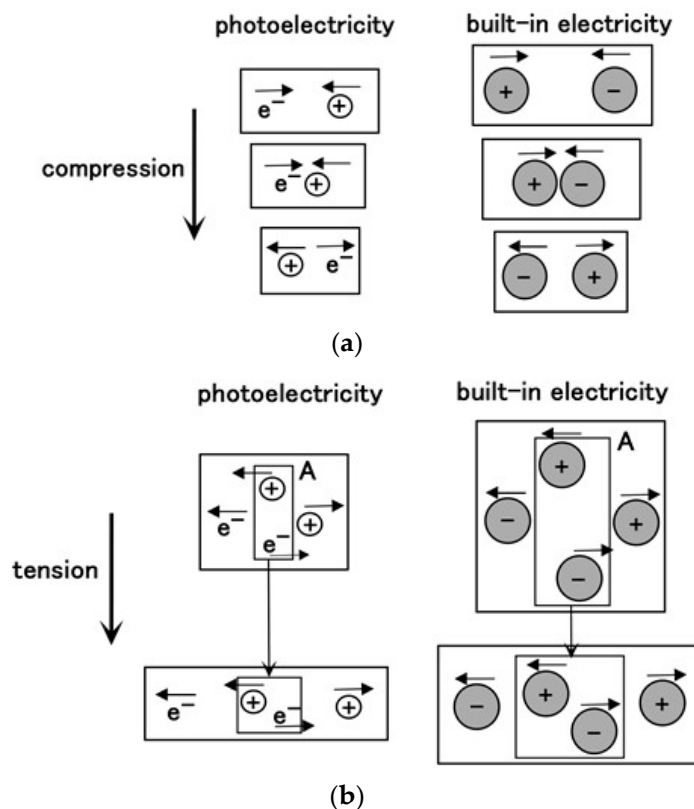 photoelectricity built-in electricity
e⁻ + + −
compression
e⁻ + + −
+ e⁻ − +
(a)
photoelectricity built-in electricity
A A
+ +
e⁻ + − +
e⁻ −
tension
e⁻ + e⁻ + − + − +
(b)